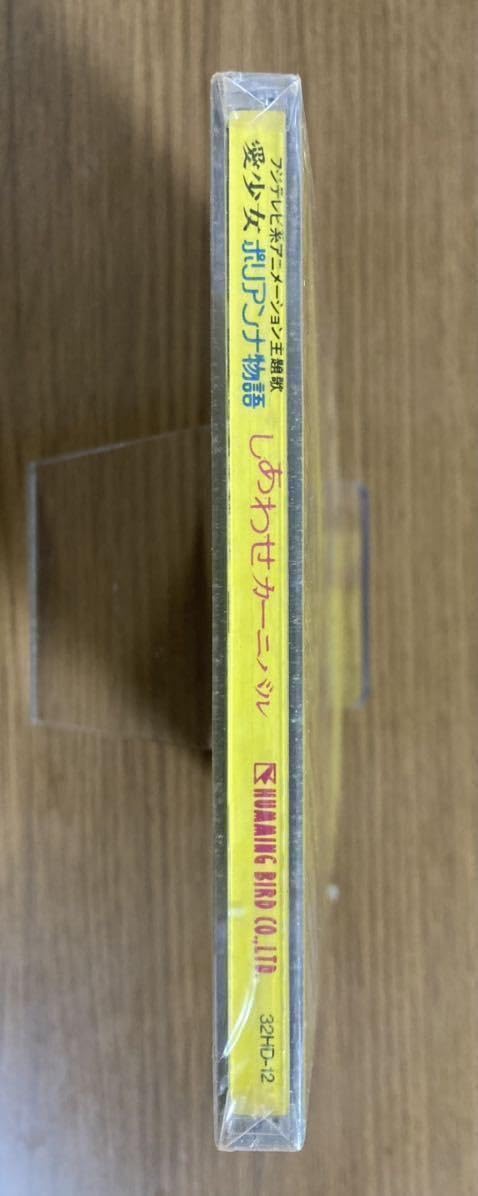 フジテレビ系アニメーション主題歌
愛少女ポリアンナ物語
しあわせカーニバル
HUMMING BIRD CO.,LTD.
32HD-12